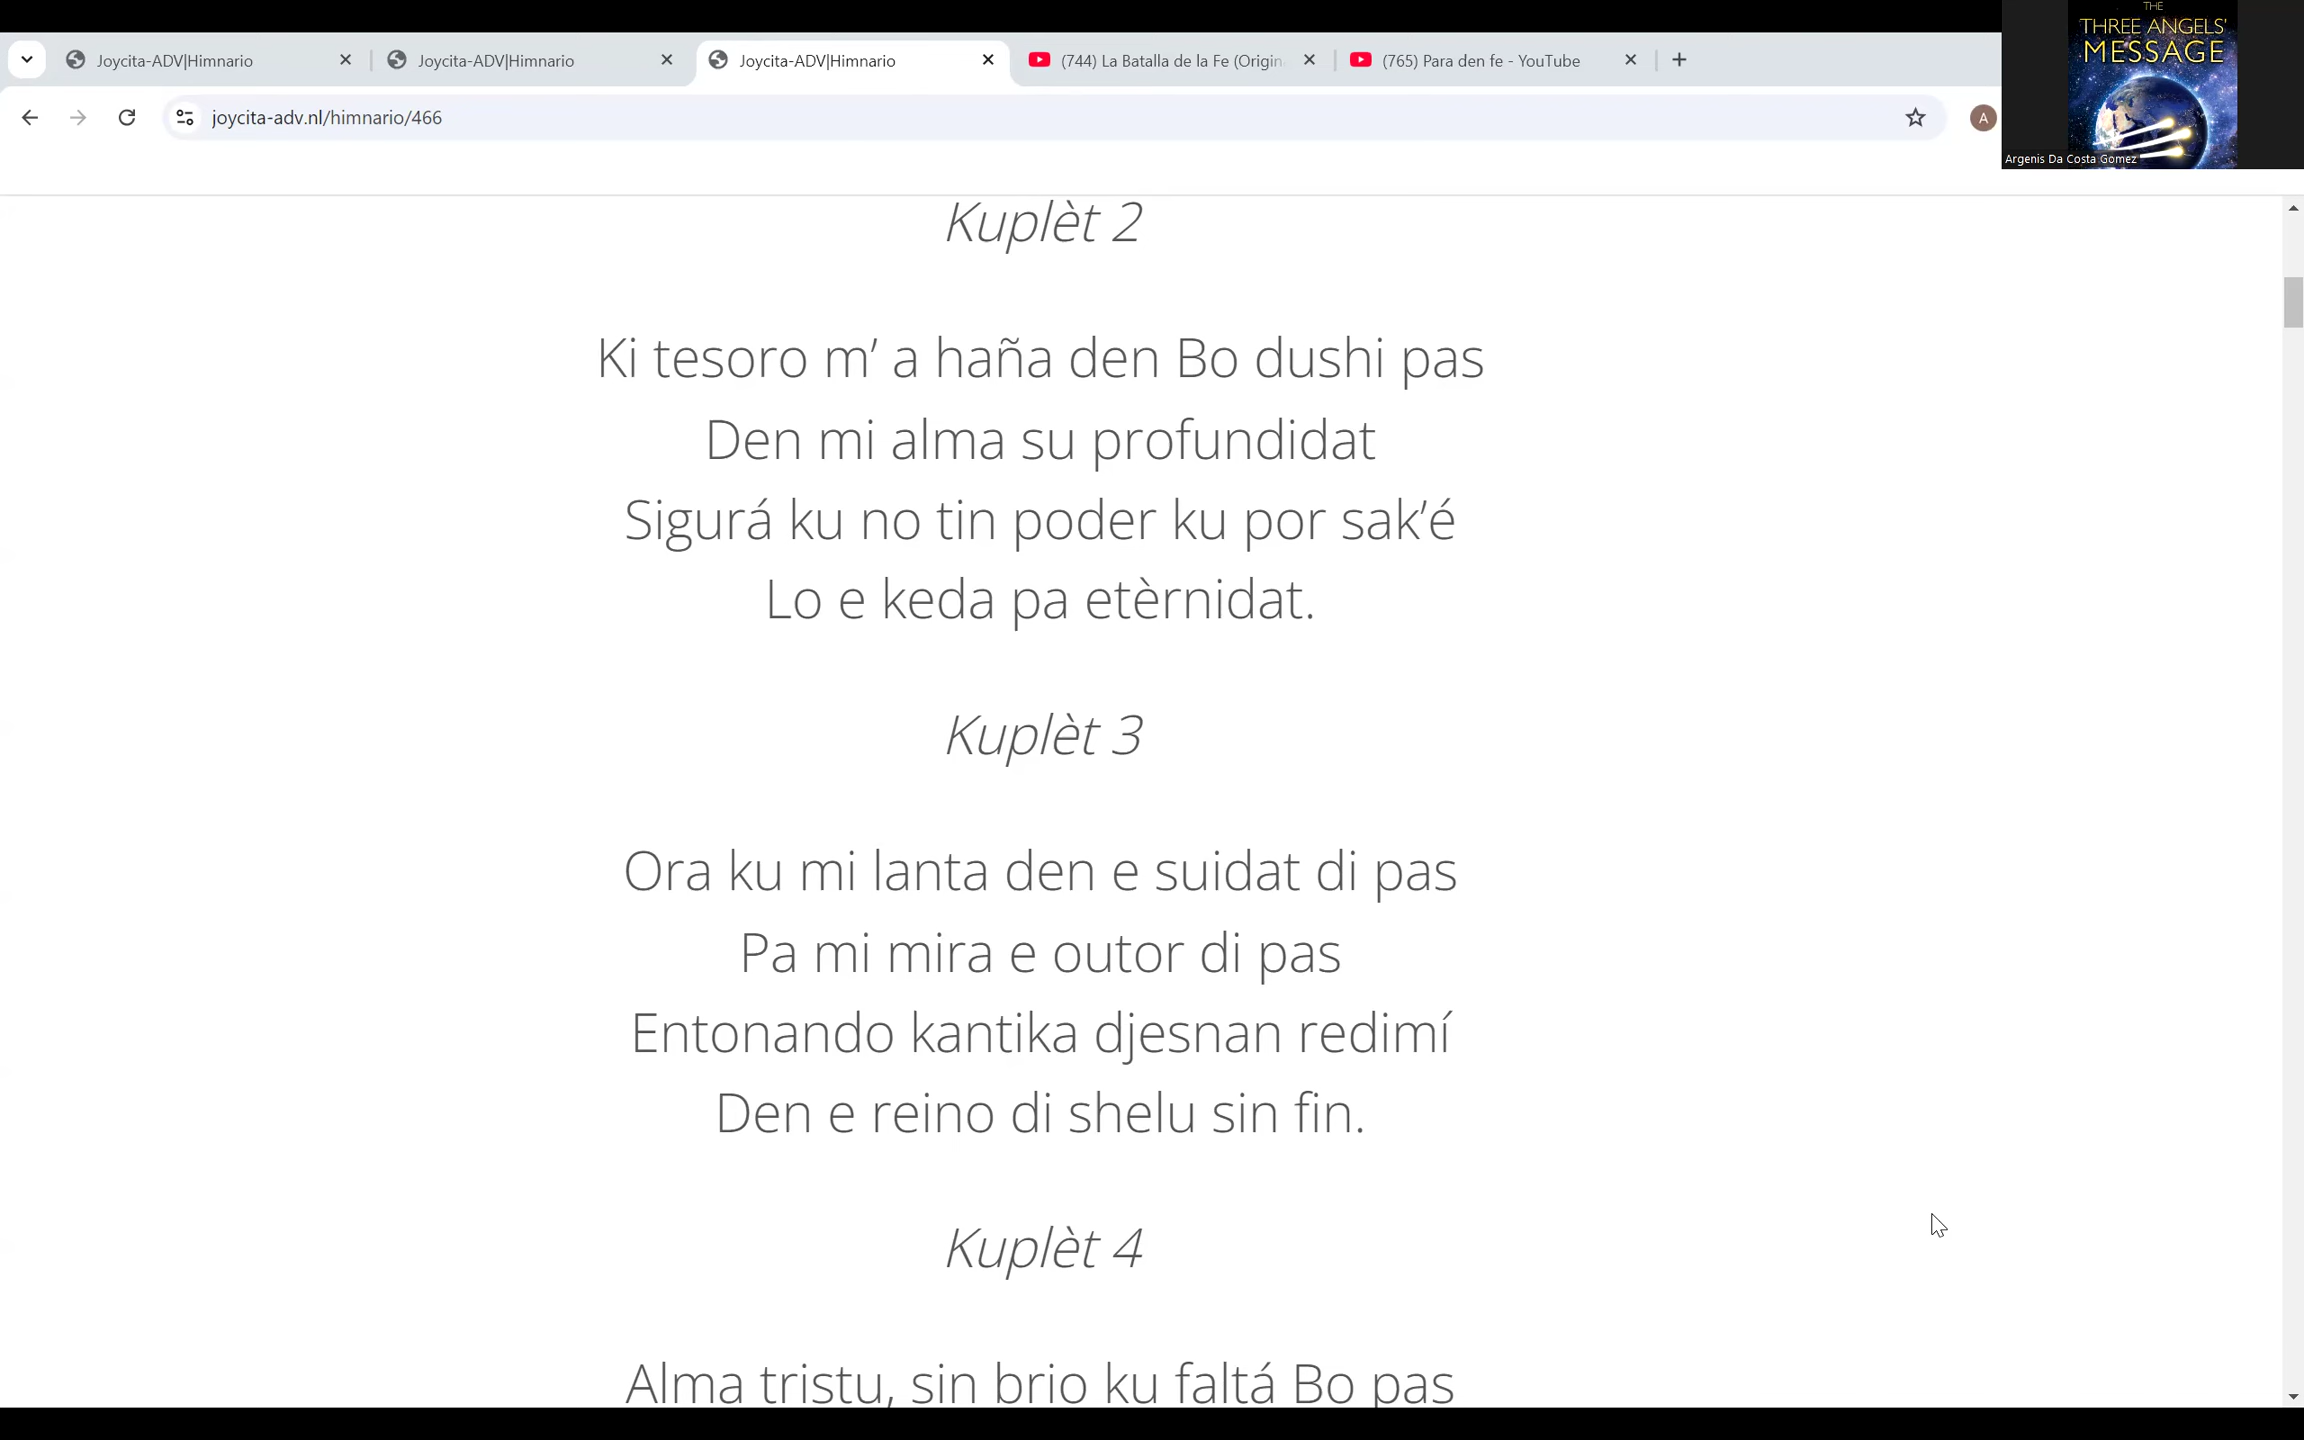 THE
THREE ANGELS'
MESSAGE
Argenis Da Costa Gomez
Joycita-ADV|Himnario
Joycita-ADV|Himnario
Joycita-ADV|Himnario
(744) La Batalla de la Fe (Origin
(765) Para den fe - YouTube
joycita-adv.nl/himnario/466
A
Kuplèt 2
Ki tesoro m’ a haña den Bo dushi pas
Den mi alma su profundidat
Sigurá ku no tin poder ku por sak’é
Lo e keda pa etèrnidat.
Kuplèt 3
Ora ku mi lanta den e suidat di pas
Pa mi mira e outor di pas
Entonando kantika djesnan redimí
Den e reino di shelu sin fin.
Kuplèt 4
Alma tristu, sin brio ku faltá Bo pas